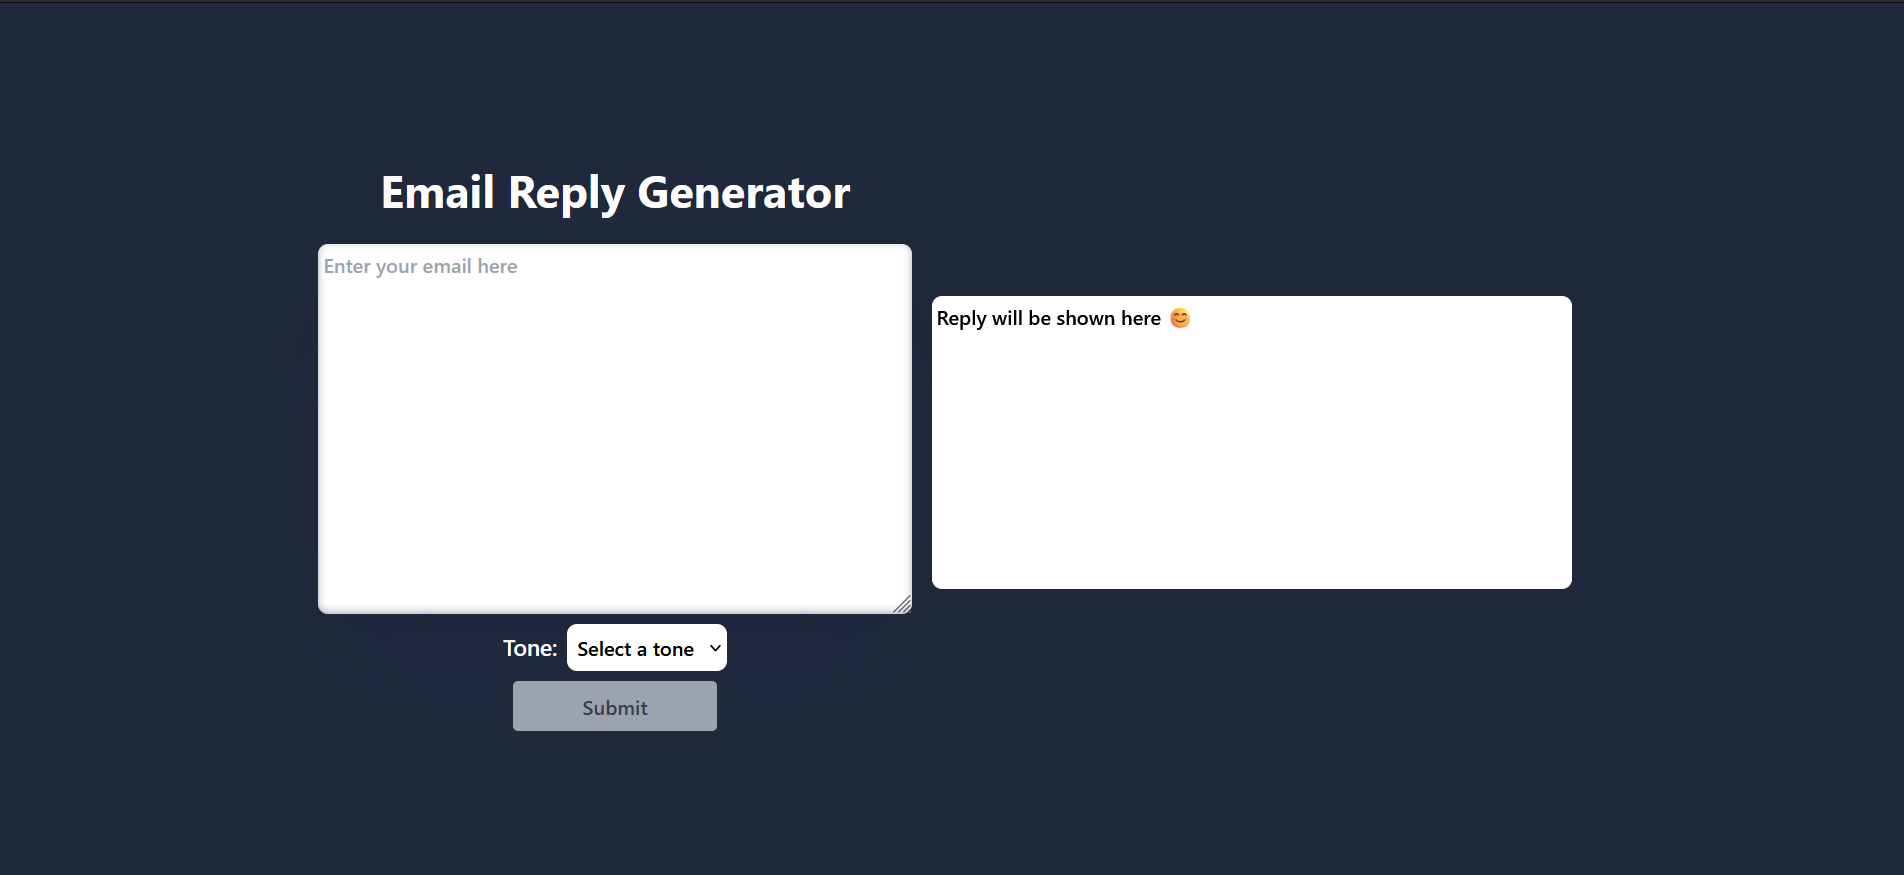 Email Reply Generator
Enter your email here
Reply will be shown here 😊
Tone: Select a tone
Submit